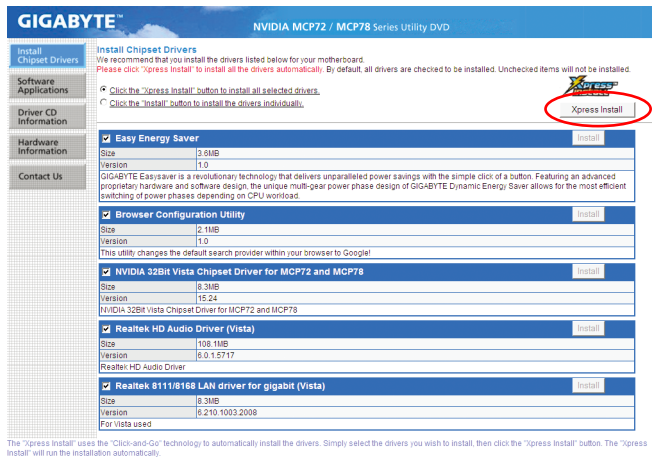 GIGABYTE™
NVIDIA MCP72 / MCP78 Series Utility DVD
Install
Chipset Drivers
Software
Applications
Driver CD
Information
Hardware
Information
Contact Us
Install Chipset Drivers
We recommend that you install the drivers listed below for your motherboard.
Please click "Xpress Install" to install all the drivers automatically. By default, all drivers are checked to be installed. Unchecked items will not be installed.
Click the "Xpress Install" button to install all selected drivers.
Click the "Install" button to install the drivers individually.
Xpress
Xpress Install
Easy Energy Saver Install
Size 3.6MB
Version 1.0
GIGABYTE Easysaver is a revolutionary technology that delivers unparalleled power savings with the simple click of a button. Featuring an advanced
proprietary hardware and software design, the unique multi-gear power phase design of GIGABYTE Dynamic Energy Saver allows for the most efficient
switching of power phases depending on CPU workload.
Browser Configuration Utility Install
Size 2.1MB
Version 1.0
This utility changes the default search provider within your browser to Google!
NVIDIA 32Bit Vista Chipset Driver for MCP72 and MCP78 Install
Size 8.3MB
Version 15.24
NVIDIA 32Bit Vista Chipset Driver for MCP72 and MCP78
Realtek HD Audio Driver (Vista) Install
Size 108.1MB
Version 6.0.1.5717
Realtek HD Audio Driver
Realtek 8111/8168 LAN driver for gigabit (Vista) Install
Size 8.3MB
Version 6.210.1003.2008
For Vista used
The "Xpress Install" uses the "Click-and-Go" technology to automatically install the drivers. Simply select the drivers you wish to install, then click the "Xpress Install" button. The "Xpress
Install" will run the installation automatically.